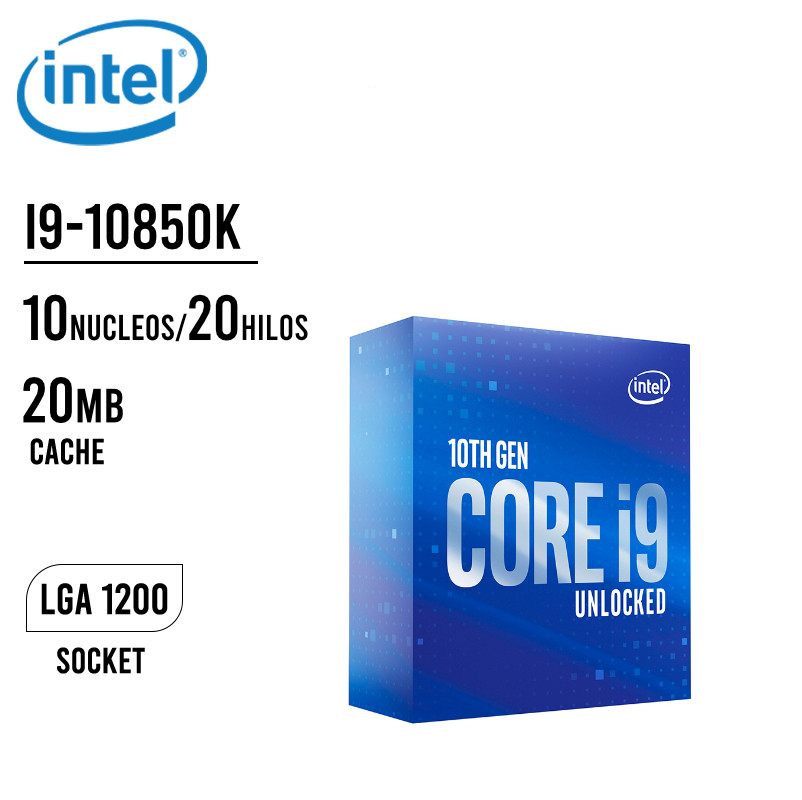 intel®
I9-10850K
10NUCLEOS/20HILOS
20MB
CACHE
LGA 1200
SOCKET
intel®
10TH GEN
CORE i9
UNLOCKED